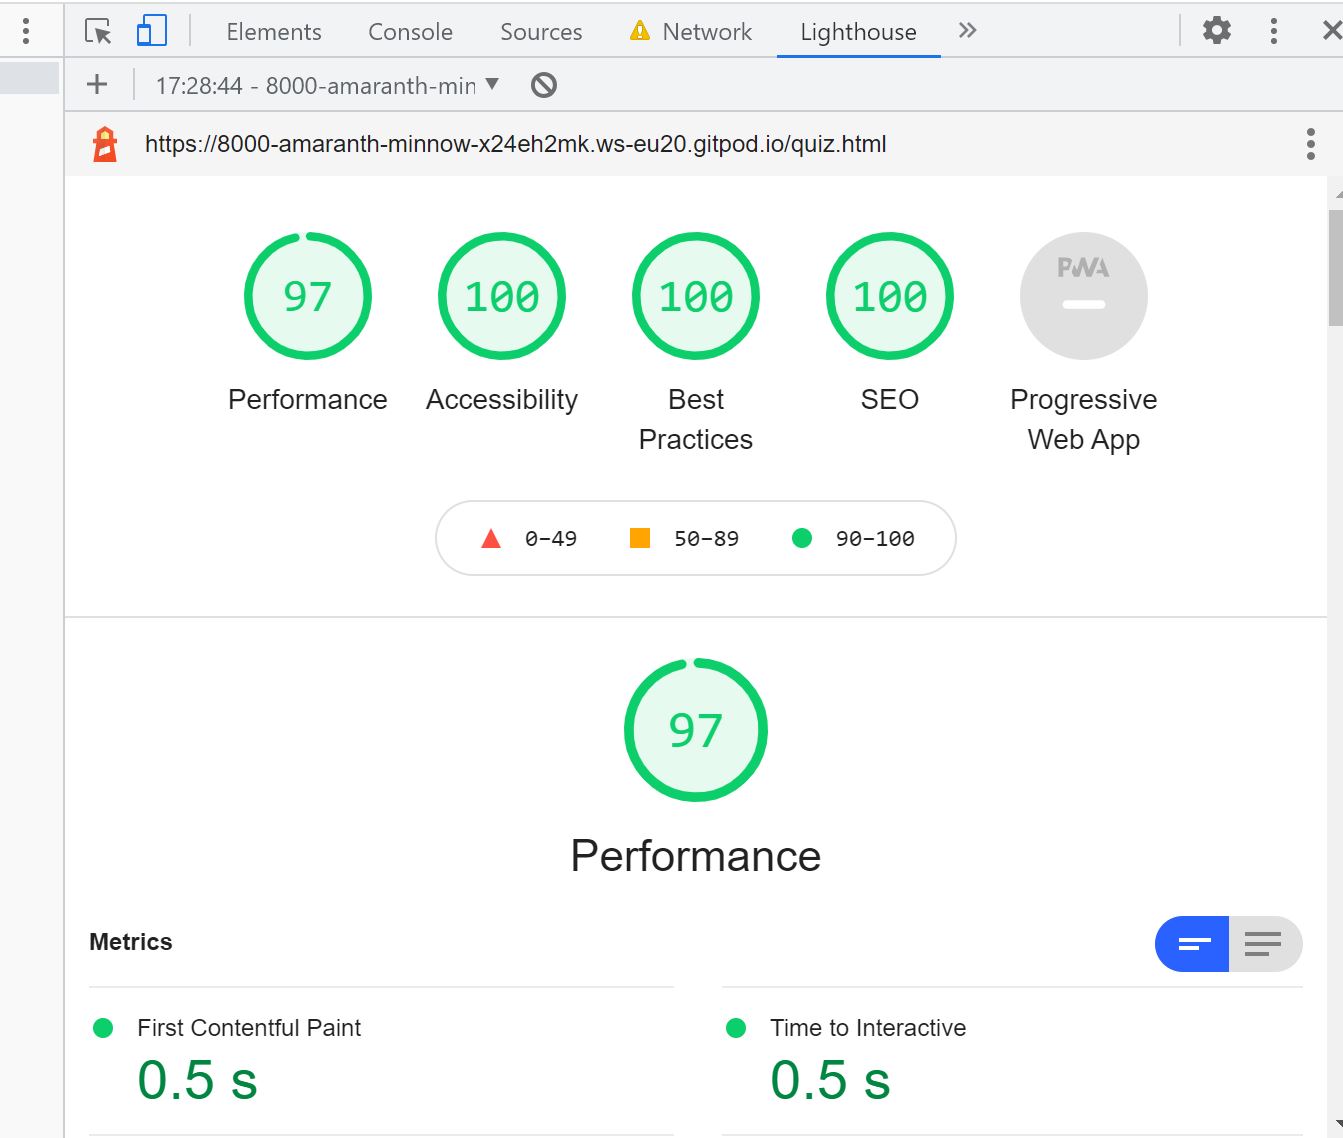 Elements Console Sources Network Lighthouse »
17:28:44 - 8000-amaranth-min
https://8000-amaranth-minnow-x24eh2mk.ws-eu20.gitpod.io/quiz.html
97 100 100 100 PWA
Performance Accessibility Best Practices SEO Progressive Web App
0–49 50–89 90–100
97
Performance
Metrics
First Contentful Paint Time to Interactive
0.5 s 0.5 s